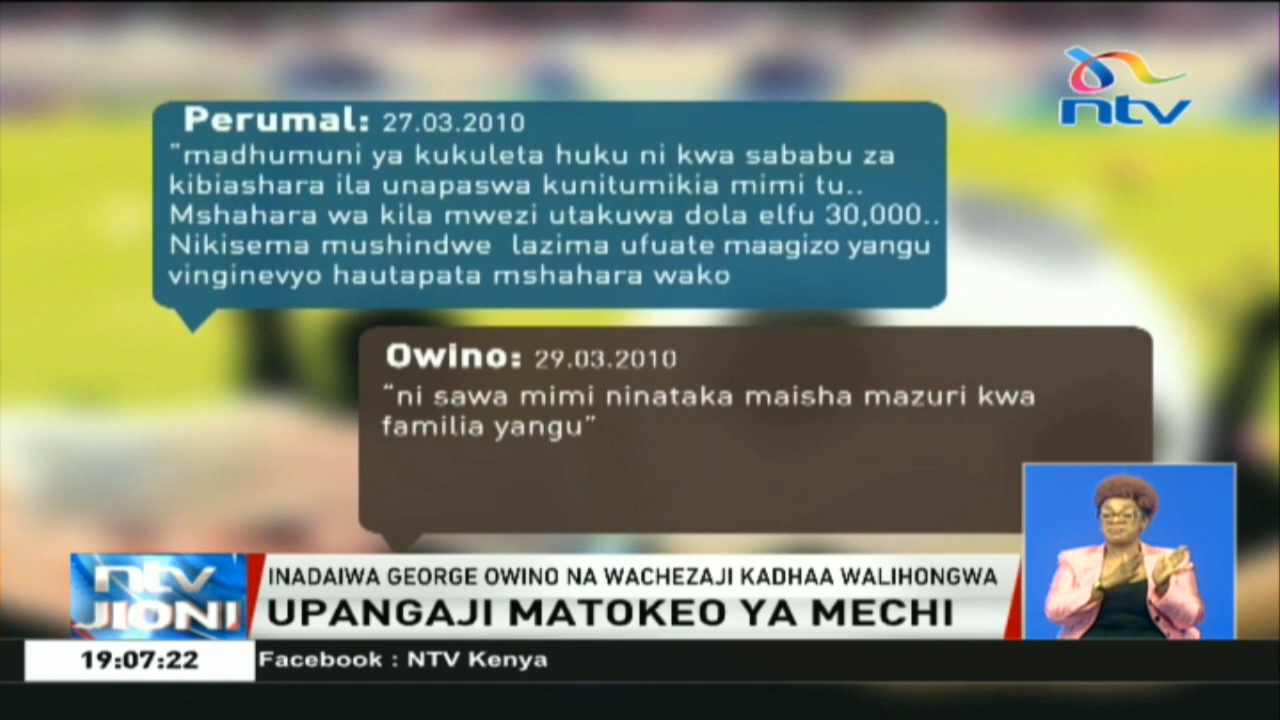 ntv
Perumal: 27.03.2010
"madhumuni ya kukuleta huku ni kwa sababu za
kibiashara ila unapaswa kunitumikia mimi tu..
Mshahara wa kila mwezi utakuwa dola elfu 30,000..
Nikisema mushindwe lazima ufuate maagizo yangu
vinginevyo hautapata mshahara wako
Owino: 29.03.2010
"ni sawa mimi ninataka maisha mazuri kwa
familia yangu"
ntv
JIONI
INADAIWA GEORGE OWINO NA WACHEZAJI KADHAA WALIHONGWA
UPANGAJI MATOKEO YA MECHI
19:07:22
Facebook : NTV Kenya